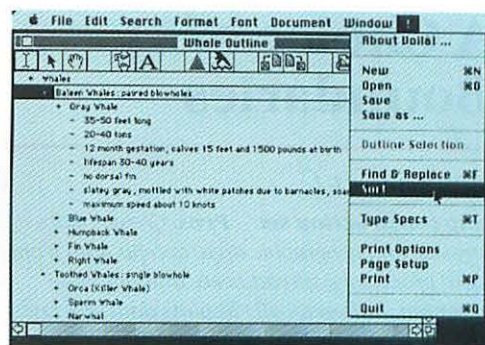 File Edit Search Format Font Document Window !
Whole Outline
A
Whales
Baleen Whales: paired blowholes
Gray Whale
- 35-50 feet long
- 20-40 tons
- 12 month gestation, calves 15 feet and 1500 pounds at birth
- lifespan 30-40 years
- no dorsal fin
- slatey gray, mottled with white patches due to barnacles,
- maximum speed about 10 knots
Blue Whale
Humpback Whale
Fin Whale
Right Whale
Toothed Whales: single blowhole
Orca (Killer Whale)
Sperm Whale
Narwhal
About Voila! ...
New ⌘N
Open ⌘O
Save
Save as ...
Outline Selection
Find & Replace ⌘F
Sort
Type Specs ⌘T
Print Options
Page Setup
Print ⌘P
Quit ⌘Q